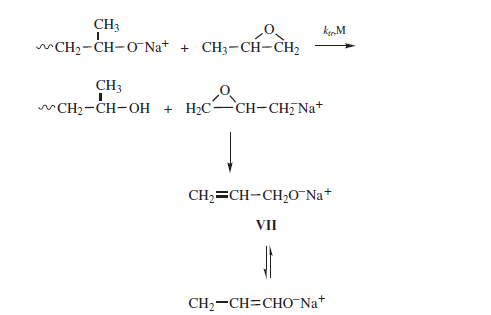 CH3
CH2-CH-O⁻Na⁺ + CH3-CH-CH2 ktr,M
O
CH3
CH2-CH-OH + H2C-CH-CH2⁻Na⁺
O
CH2=CH-CH2O⁻Na⁺
VII
CH2-CH=CHO⁻Na⁺